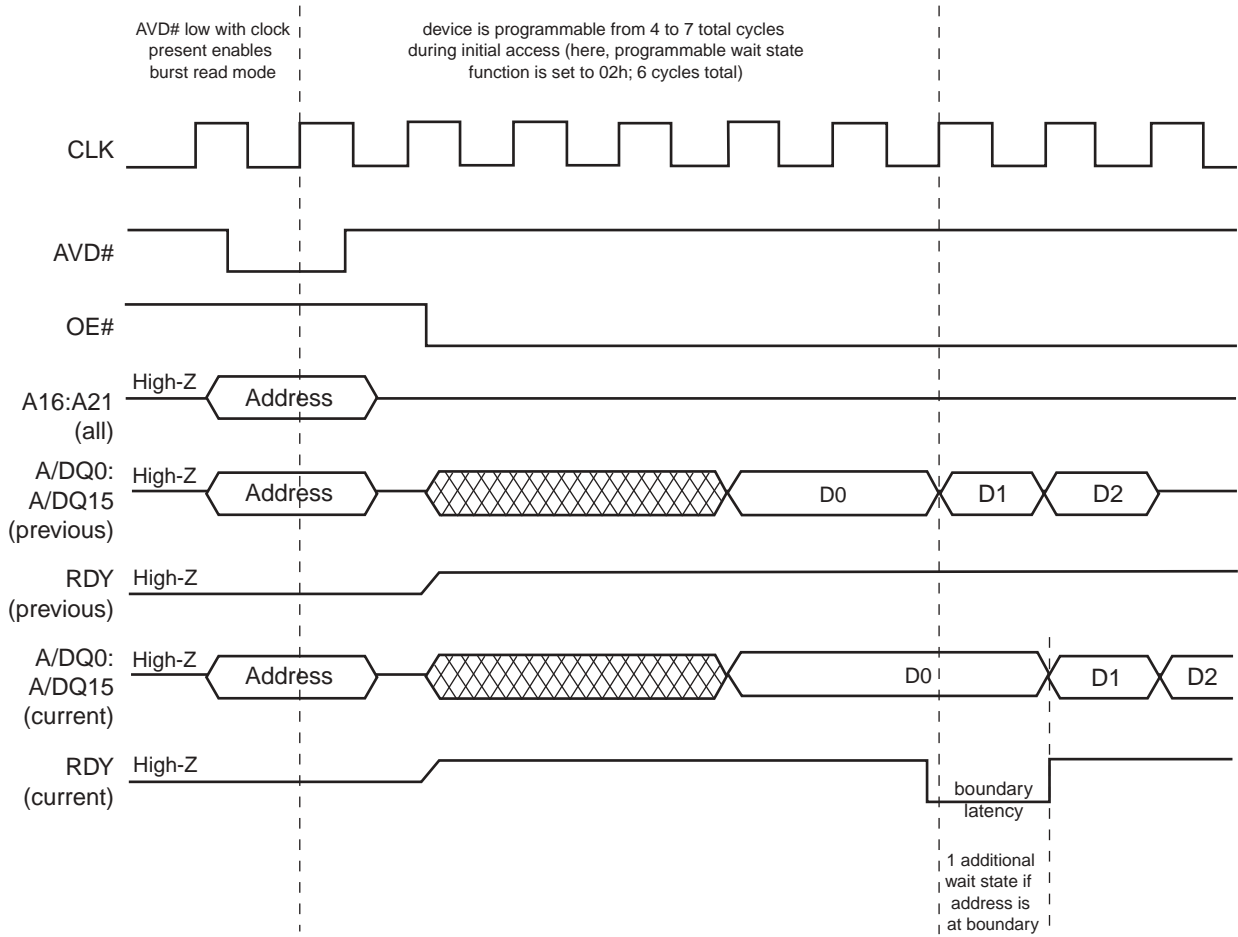 AVD# low with clock
present enables
burst read mode
device is programmable from 4 to 7 total cycles
during initial access (here, programmable wait state
function is set to 02h; 6 cycles total)
CLK
AVD#
OE#
A16:A21
(all)
High-Z
Address
A/DQ0:
A/DQ15
(previous)
High-Z
Address
D0
D1
D2
RDY
(previous)
High-Z
A/DQ0:
A/DQ15
(current)
High-Z
Address
D0
D1
D2
RDY
(current)
High-Z
boundary
latency
1 additional
wait state if
address is
at boundary